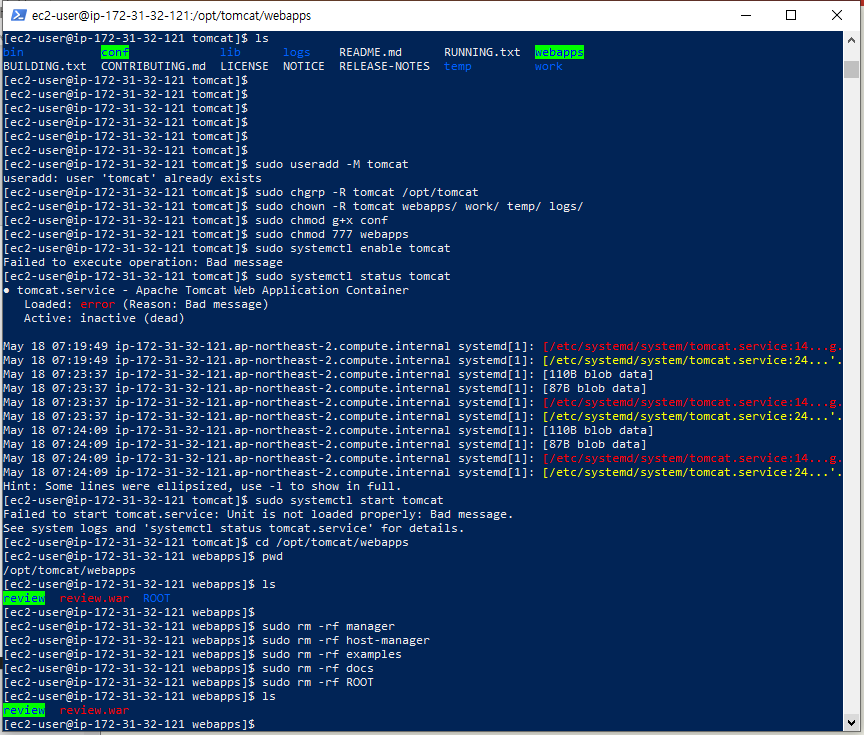 ec2-user@ip-172-31-32-121:/opt/tomcat/webapps
[ec2-user@ip-172-31-32-121 tomcat]$ ls
bin conf lib logs README.md RUNNING.txt webapps
BUILDING.txt CONTRIBUTING.md LICENSE NOTICE RELEASE-NOTES temp work
[ec2-user@ip-172-31-32-121 tomcat]$
[ec2-user@ip-172-31-32-121 tomcat]$
[ec2-user@ip-172-31-32-121 tomcat]$
[ec2-user@ip-172-31-32-121 tomcat]$
[ec2-user@ip-172-31-32-121 tomcat]$
[ec2-user@ip-172-31-32-121 tomcat]$
[ec2-user@ip-172-31-32-121 tomcat]$ sudo useradd -M tomcat
useradd: user 'tomcat' already exists
[ec2-user@ip-172-31-32-121 tomcat]$ sudo chgrp -R tomcat /opt/tomcat
[ec2-user@ip-172-31-32-121 tomcat]$ sudo chown -R tomcat webapps/ work/ temp/ logs/
[ec2-user@ip-172-31-32-121 tomcat]$ sudo chmod g+x conf
[ec2-user@ip-172-31-32-121 tomcat]$ sudo chmod 777 webapps
[ec2-user@ip-172-31-32-121 tomcat]$ sudo systemctl enable tomcat
Failed to execute operation: Bad message
[ec2-user@ip-172-31-32-121 tomcat]$ sudo systemctl status tomcat
● tomcat.service - Apache Tomcat Web Application Container
Loaded: error (Reason: Bad message)
Active: inactive (dead)
May 18 07:19:49 ip-172-31-32-121.ap-northeast-2.compute.internal systemd[1]: [/etc/systemd/system/tomcat.service:14...g.
May 18 07:19:49 ip-172-31-32-121.ap-northeast-2.compute.internal systemd[1]: [/etc/systemd/system/tomcat.service:24...'.
May 18 07:23:37 ip-172-31-32-121.ap-northeast-2.compute.internal systemd[1]: [110B blob data]
May 18 07:23:37 ip-172-31-32-121.ap-northeast-2.compute.internal systemd[1]: [87B blob data]
May 18 07:23:37 ip-172-31-32-121.ap-northeast-2.compute.internal systemd[1]: [/etc/systemd/system/tomcat.service:14...g.
May 18 07:23:37 ip-172-31-32-121.ap-northeast-2.compute.internal systemd[1]: [/etc/systemd/system/tomcat.service:24...'.
May 18 07:24:09 ip-172-31-32-121.ap-northeast-2.compute.internal systemd[1]: [110B blob data]
May 18 07:24:09 ip-172-31-32-121.ap-northeast-2.compute.internal systemd[1]: [87B blob data]
May 18 07:24:09 ip-172-31-32-121.ap-northeast-2.compute.internal systemd[1]: [/etc/systemd/system/tomcat.service:14...g.
May 18 07:24:09 ip-172-31-32-121.ap-northeast-2.compute.internal systemd[1]: [/etc/systemd/system/tomcat.service:24...'.
Hint: Some lines were ellipsized, use -l to show in full.
[ec2-user@ip-172-31-32-121 tomcat]$ sudo systemctl start tomcat
Failed to start tomcat.service: Unit is not loaded properly: Bad message.
See system logs and 'systemctl status tomcat.service' for details.
[ec2-user@ip-172-31-32-121 tomcat]$ cd /opt/tomcat/webapps
[ec2-user@ip-172-31-32-121 webapps]$ pwd
/opt/tomcat/webapps
[ec2-user@ip-172-31-32-121 webapps]$ ls
review review.war ROOT
[ec2-user@ip-172-31-32-121 webapps]$
[ec2-user@ip-172-31-32-121 webapps]$ sudo rm -rf manager
[ec2-user@ip-172-31-32-121 webapps]$ sudo rm -rf host-manager
[ec2-user@ip-172-31-32-121 webapps]$ sudo rm -rf examples
[ec2-user@ip-172-31-32-121 webapps]$ sudo rm -rf docs
[ec2-user@ip-172-31-32-121 webapps]$ sudo rm -rf ROOT
[ec2-user@ip-172-31-32-121 webapps]$ ls
review review.war
[ec2-user@ip-172-31-32-121 webapps]$